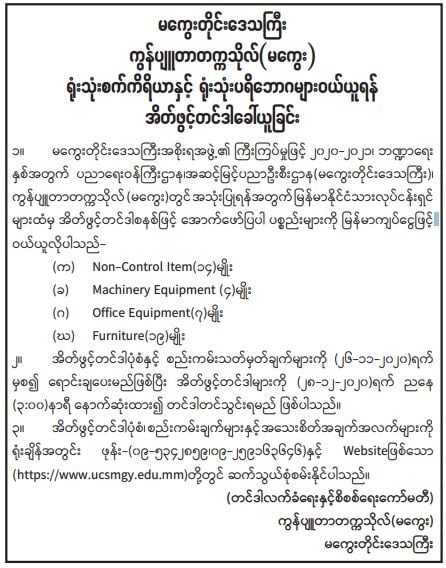 မကွေးတိုင်းဒေသကြီး
ကွန်ပျူတာတက္ကသိုလ်(မကွေး)
ရုံးသုံးစက်ကိရိယာနှင့် ရုံးသုံးပရိဘောဂများဝယ်ယူရန်
အိတ်ဖွင့်တင်ဒါခေါ်ယူခြင်း
၁။ မကွေးတိုင်းဒေသကြီးအစိုးရအဖွဲ့၏ ကြီးကြပ်မှုဖြင့် ၂၀၂၀-၂၀၂၁၊ ဘဏ္ဍာရေး
နှစ်အတွက် ပညာရေးဝန်ကြီးဌာန၊အဆင့်မြင့်ပညာဦးစီးဌာန(မကွေးတိုင်းဒေသကြီး)၊
ကွန်ပျူတာတက္ကသိုလ်(မကွေး)တွင်အသုံးပြုရန်အတွက်မြန်မာနိုင်ငံသားလုပ်ငန်းရှင်
များထံမှ အိတ်ဖွင့်တင်ဒါစနစ်ဖြင့် အောက်ဖော်ပြပါ ပစ္စည်းများကို မြန်မာကျပ်ငွေဖြင့်
ဝယ်ယူလိုပါသည်-
(က) Non-Control Item(၁၄)မျိုး
(ခ) Machinery Equipment (၄)မျိုး
(ဂ) Office Equipment(၇)မျိုး
(ဃ) Furniture(၁၉)မျိုး
၂။ အိတ်ဖွင့်တင်ဒါပုံစံနှင့် စည်းကမ်းသတ်မှတ်ချက်များကို (၂၆-၁၁-၂၀၂၀)ရက်
မှစ၍ ရောင်းချပေးမည်ဖြစ်ပြီး အိတ်ဖွင့်တင်ဒါများကို (၂၈-၁၂-၂၀၂၀)ရက် ညနေ
(၃:၀၀)နာရီ နောက်ဆုံးထား၍ တင်ဒါတင်သွင်းရမည် ဖြစ်ပါသည်။
၃။ အိတ်ဖွင့်တင်ဒါပုံစံ၊စည်းကမ်းချက်များနှင့်အသေးစိတ်အချက်အလက်များကို
ရုံးချိန်အတွင်း ဖုန်း-(၀၉-၅၃၄၂၈၅၅၊၀၉-၂၅၉၁၆၃၆၄၆)နှင့် Websiteဖြစ်သော
(https://www.ucsmgy.edu.mm)တို့တွင် ဆက်သွယ်စုံစမ်းနိုင်ပါသည်။
(တင်ဒါလက်ခံရေးနှင့်စိစစ်ရေးကော်မတီ)
ကွန်ပျူတာတက္ကသိုလ်(မကွေး)
မကွေးတိုင်းဒေသကြီး